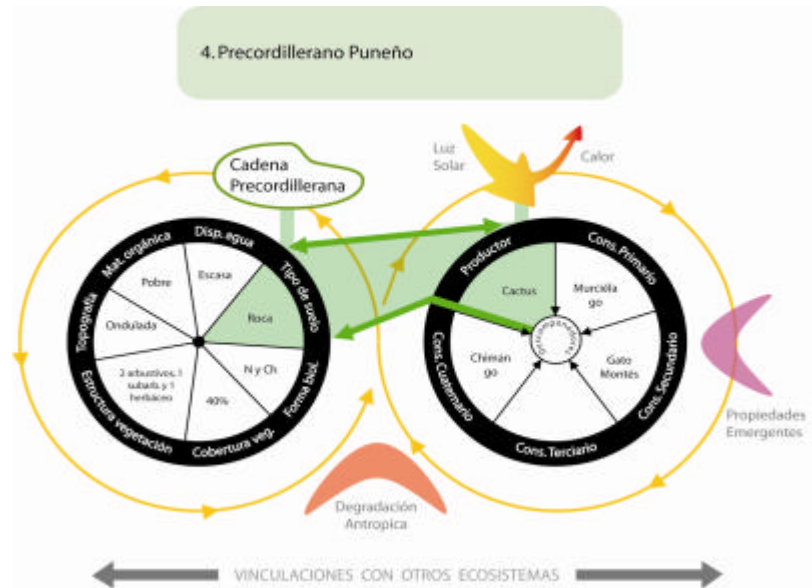 4. Precordillerano Puneño
Luz
Solar
Calor
Cadena
Precordillerana
Topografía
Mat. orgánica
Disp. agua
Tipo de suelo
Forma biol.
Cobertura veg.
Estructura vegetación
Ondulada
Pobre
Escasa
Roca
N y Ch
40%
2 arbustivos, 1
subarb. y 1
herbáceo
Productor
Cons. Primario
Cons. Secundario
Cons. Terciario
Cons. Cuaternario
Cactus
Murciéla
go
Gato
Montés
Chiman
go
Descomponedores
Propiedades
Emergentes
Degradación
Antropica
VINCULACIONES CON OTROS ECOSISTEMAS